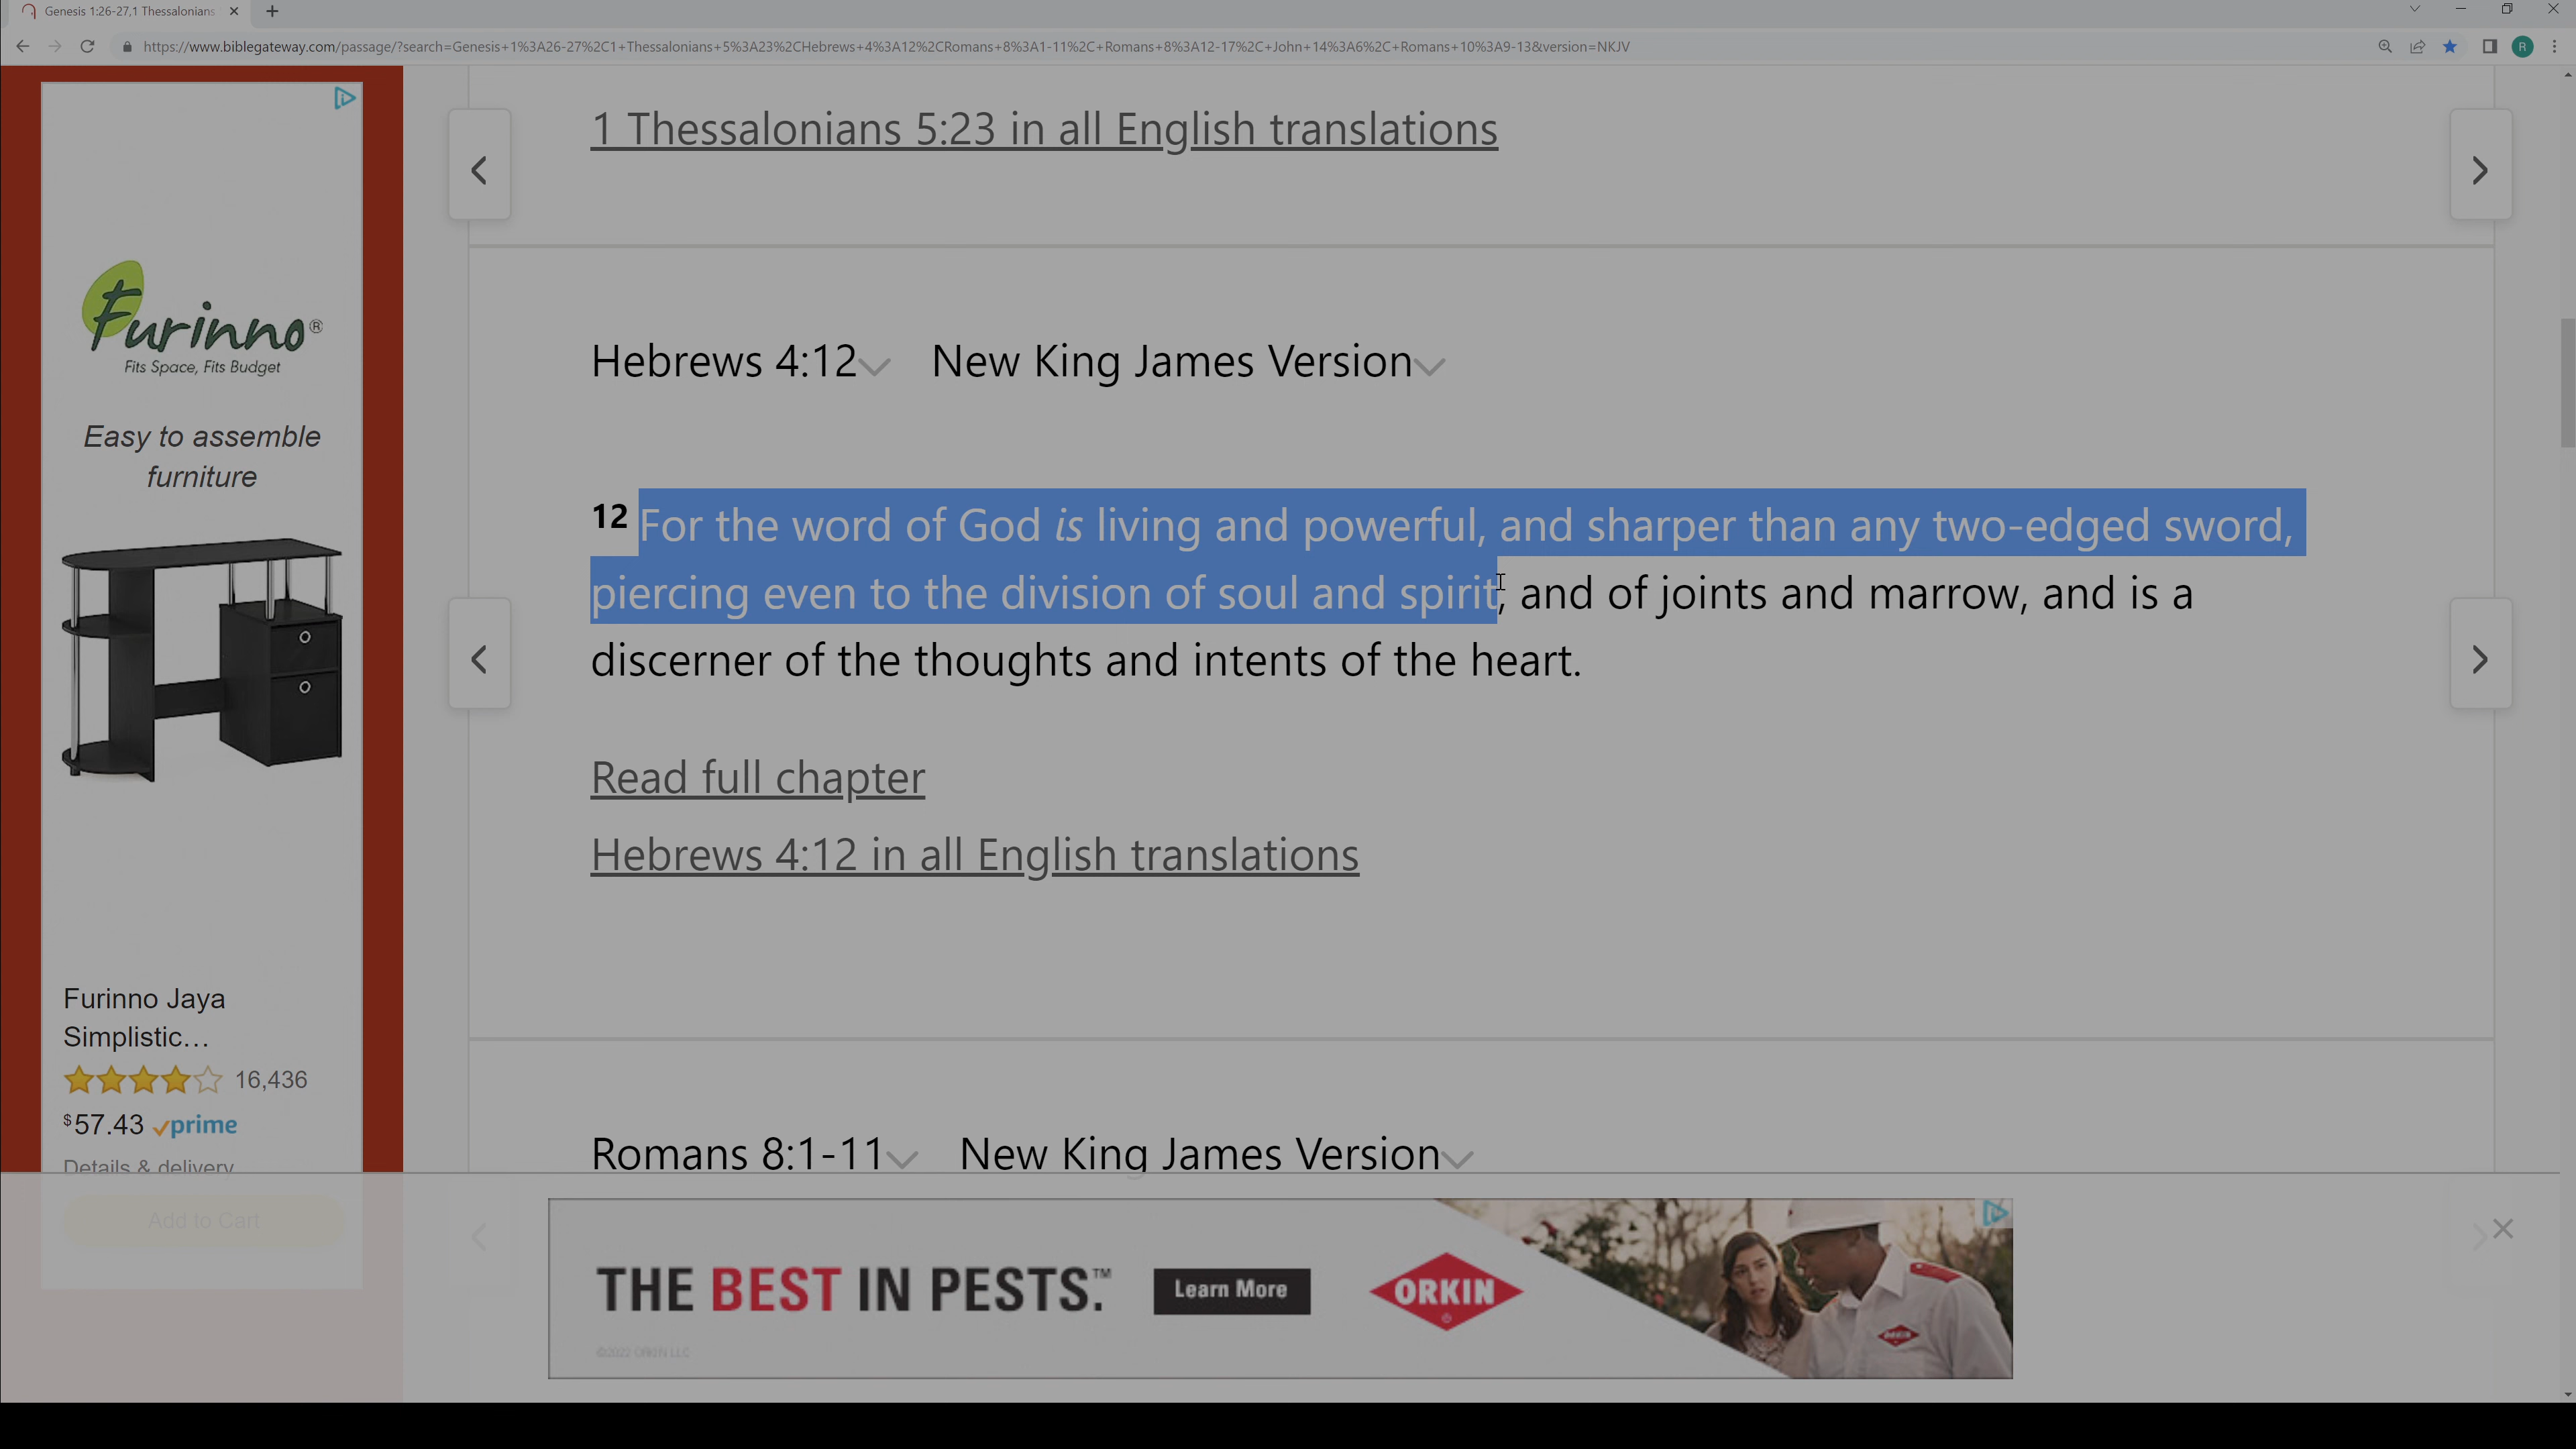 Genesis 1:26-27,1 Thessalonians
https://www.biblegateway.com/passage/?search=Genesis+1%3A26-27%2C1+Thessalonians+5%3A23%2CHebrews+4%3A12%2CRomans+8%3A1-11%2C+Romans+8%3A12-17%2C+John+14%3A6%2C+Romans+10%3A9-13&version=NKJV
R
Furinno®
Fits Space, Fits Budget
Easy to assemble
furniture
Furinno Jaya
Simplistic...
16,436
$57.43 prime
Details & delivery
Add to Cart
1 Thessalonians 5:23 in all English translations
Hebrews 4:12 New King James Version
12 For the word of God is living and powerful, and sharper than any two-edged sword,
piercing even to the division of soul and spirit, and of joints and marrow, and is a
discerner of the thoughts and intents of the heart.
Read full chapter
Hebrews 4:12 in all English translations
Romans 8:1-11 New King James Version
THE BEST IN PESTS.™
Learn More
ORKIN
©2022 ORKIN LLC
ORKIN